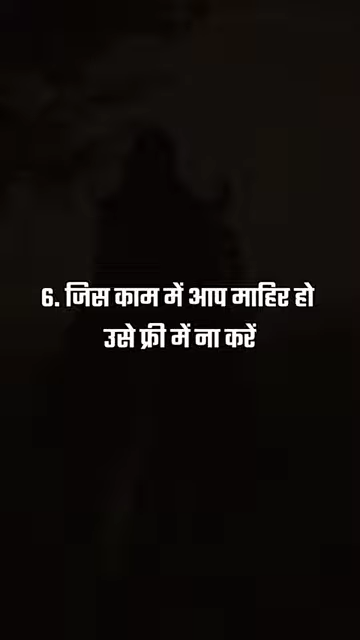 6. जिस काम में आप माहिर हो
उसे फ्री में ना करें